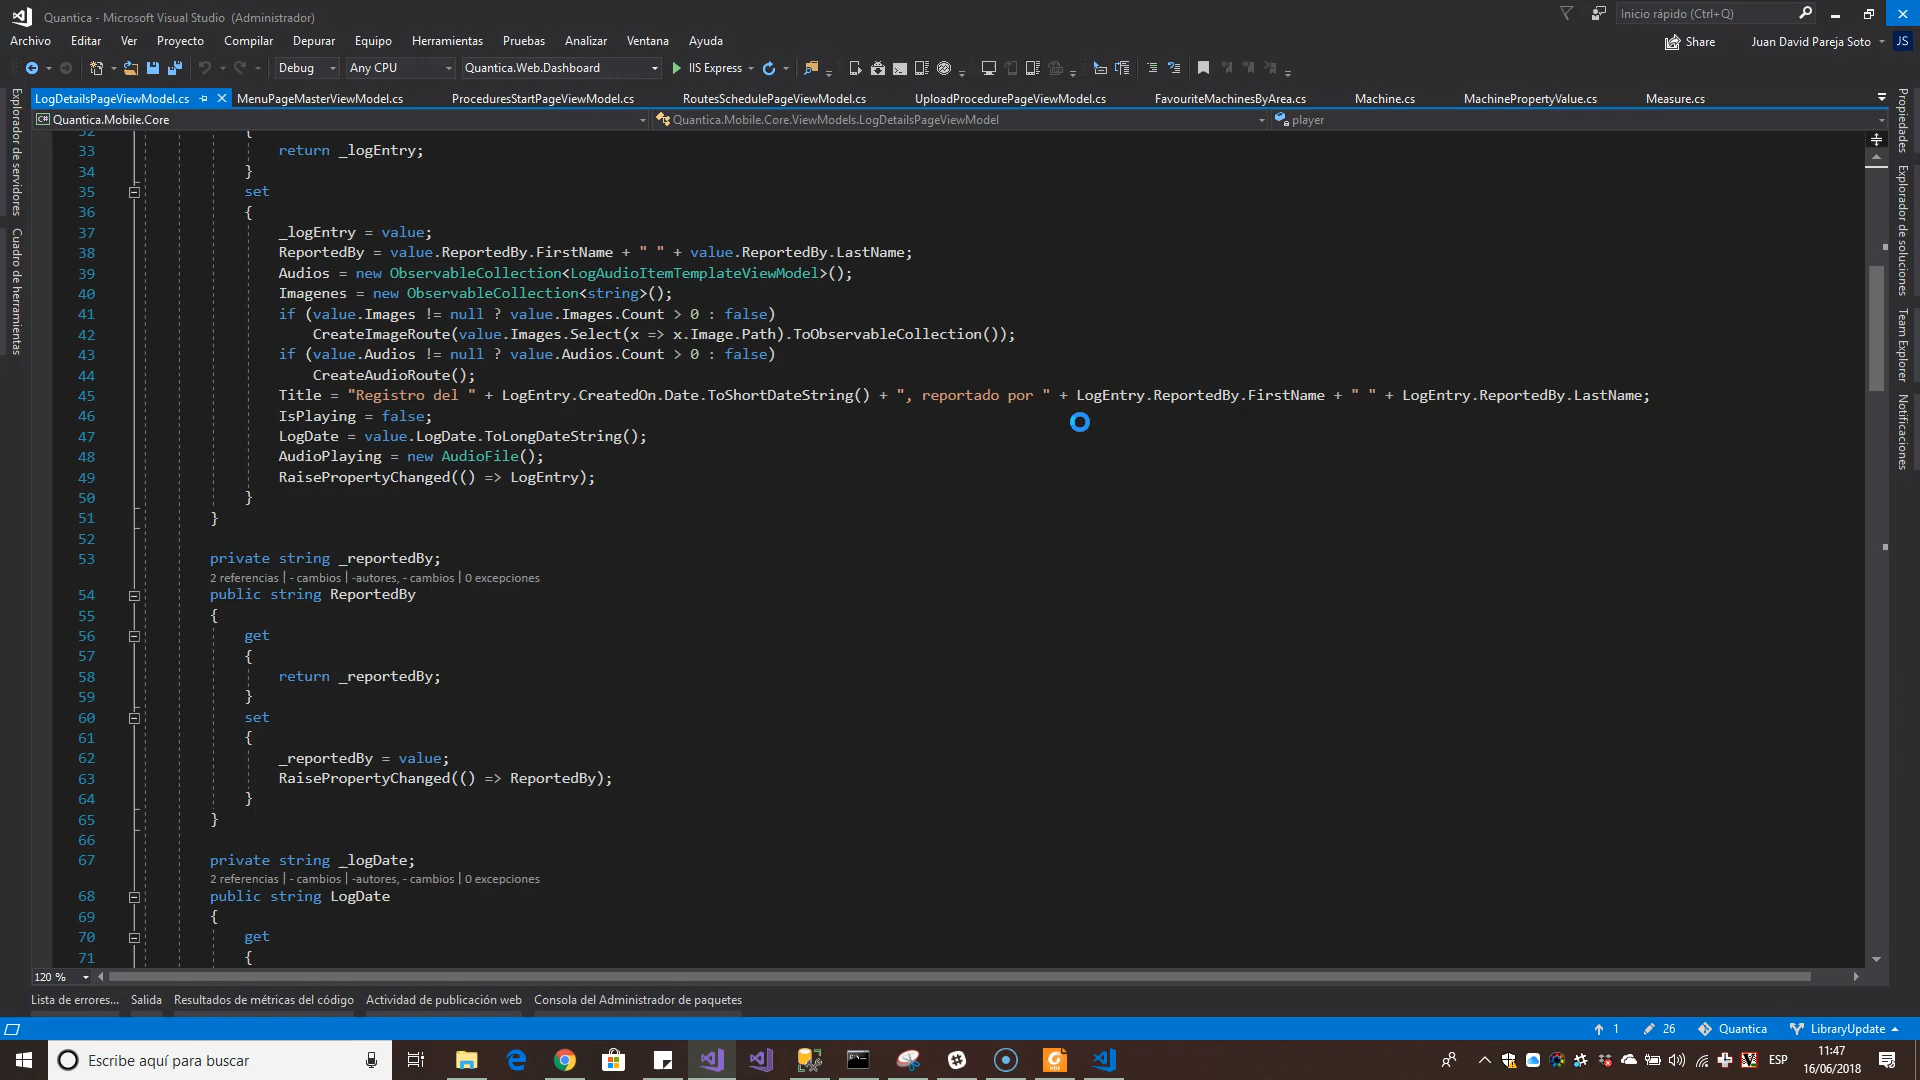 Quantica - Microsoft Visual Studio (Administrador)
Inicio rápido (Ctrl+Q)
Archivo Editar Ver Proyecto Compilar Depurar Equipo Herramientas Pruebas Analizar Ventana Ayuda
Share Juan David Pareja Soto JS
Debug Any CPU Quantica.Web.Dashboard IIS Express
LogDetailsPageViewModel.cs MenuPageMasterViewModel.cs ProceduresStartPageViewModel.cs RoutesSchedulePageViewModel.cs UploadProcedurePageViewModel.cs FavouriteMachinesByArea.cs Machine.cs MachinePropertyValue.cs Measure.cs
C# Quantica.Mobile.Core Quantica.Mobile.Core.ViewModels.LogDetailsPageViewModel player
Explorador de servidores
Cuadro de herramientas
Propiedades
Explorador de soluciones
Team Explorer
Notificaciones
32 {
33 return _logEntry;
34 }
35 set
36 {
37 _logEntry = value;
38 ReportedBy = value.ReportedBy.FirstName + " " + value.ReportedBy.LastName;
39 Audios = new ObservableCollection<LogAudioItemTemplateViewModel>();
40 Imagenes = new ObservableCollection<string>();
41 if (value.Images != null ? value.Images.Count > 0 : false)
42 CreateImageRoute(value.Images.Select(x => x.Image.Path).ToObservableCollection());
43 if (value.Audios != null ? value.Audios.Count > 0 : false)
44 CreateAudioRoute();
45 Title = "Registro del " + LogEntry.CreatedOn.Date.ToShortDateString() + ", reportado por " + LogEntry.ReportedBy.FirstName + " " + LogEntry.ReportedBy.LastName;
46 IsPlaying = false;
47 LogDate = value.LogDate.ToLongDateString();
48 AudioPlaying = new AudioFile();
49 RaisePropertyChanged(() => LogEntry);
50 }
51 }
52
53 private string _reportedBy;
2 referencias | - cambios | -autores, - cambios | 0 excepciones
54 public string ReportedBy
55 {
56 get
57 {
58 return _reportedBy;
59 }
60 set
61 {
62 _reportedBy = value;
63 RaisePropertyChanged(() => ReportedBy);
64 }
65 }
66
67 private string _logDate;
2 referencias | - cambios | -autores, - cambios | 0 excepciones
68 public string LogDate
69 {
70 get
71 {
120 %
Lista de errores... Salida Resultados de métricas del código Actividad de publicación web Consola del Administrador de paquetes
1 26 Quantica LibraryUpdate
Escribe aquí para buscar
ESP
11:47
16/06/2018